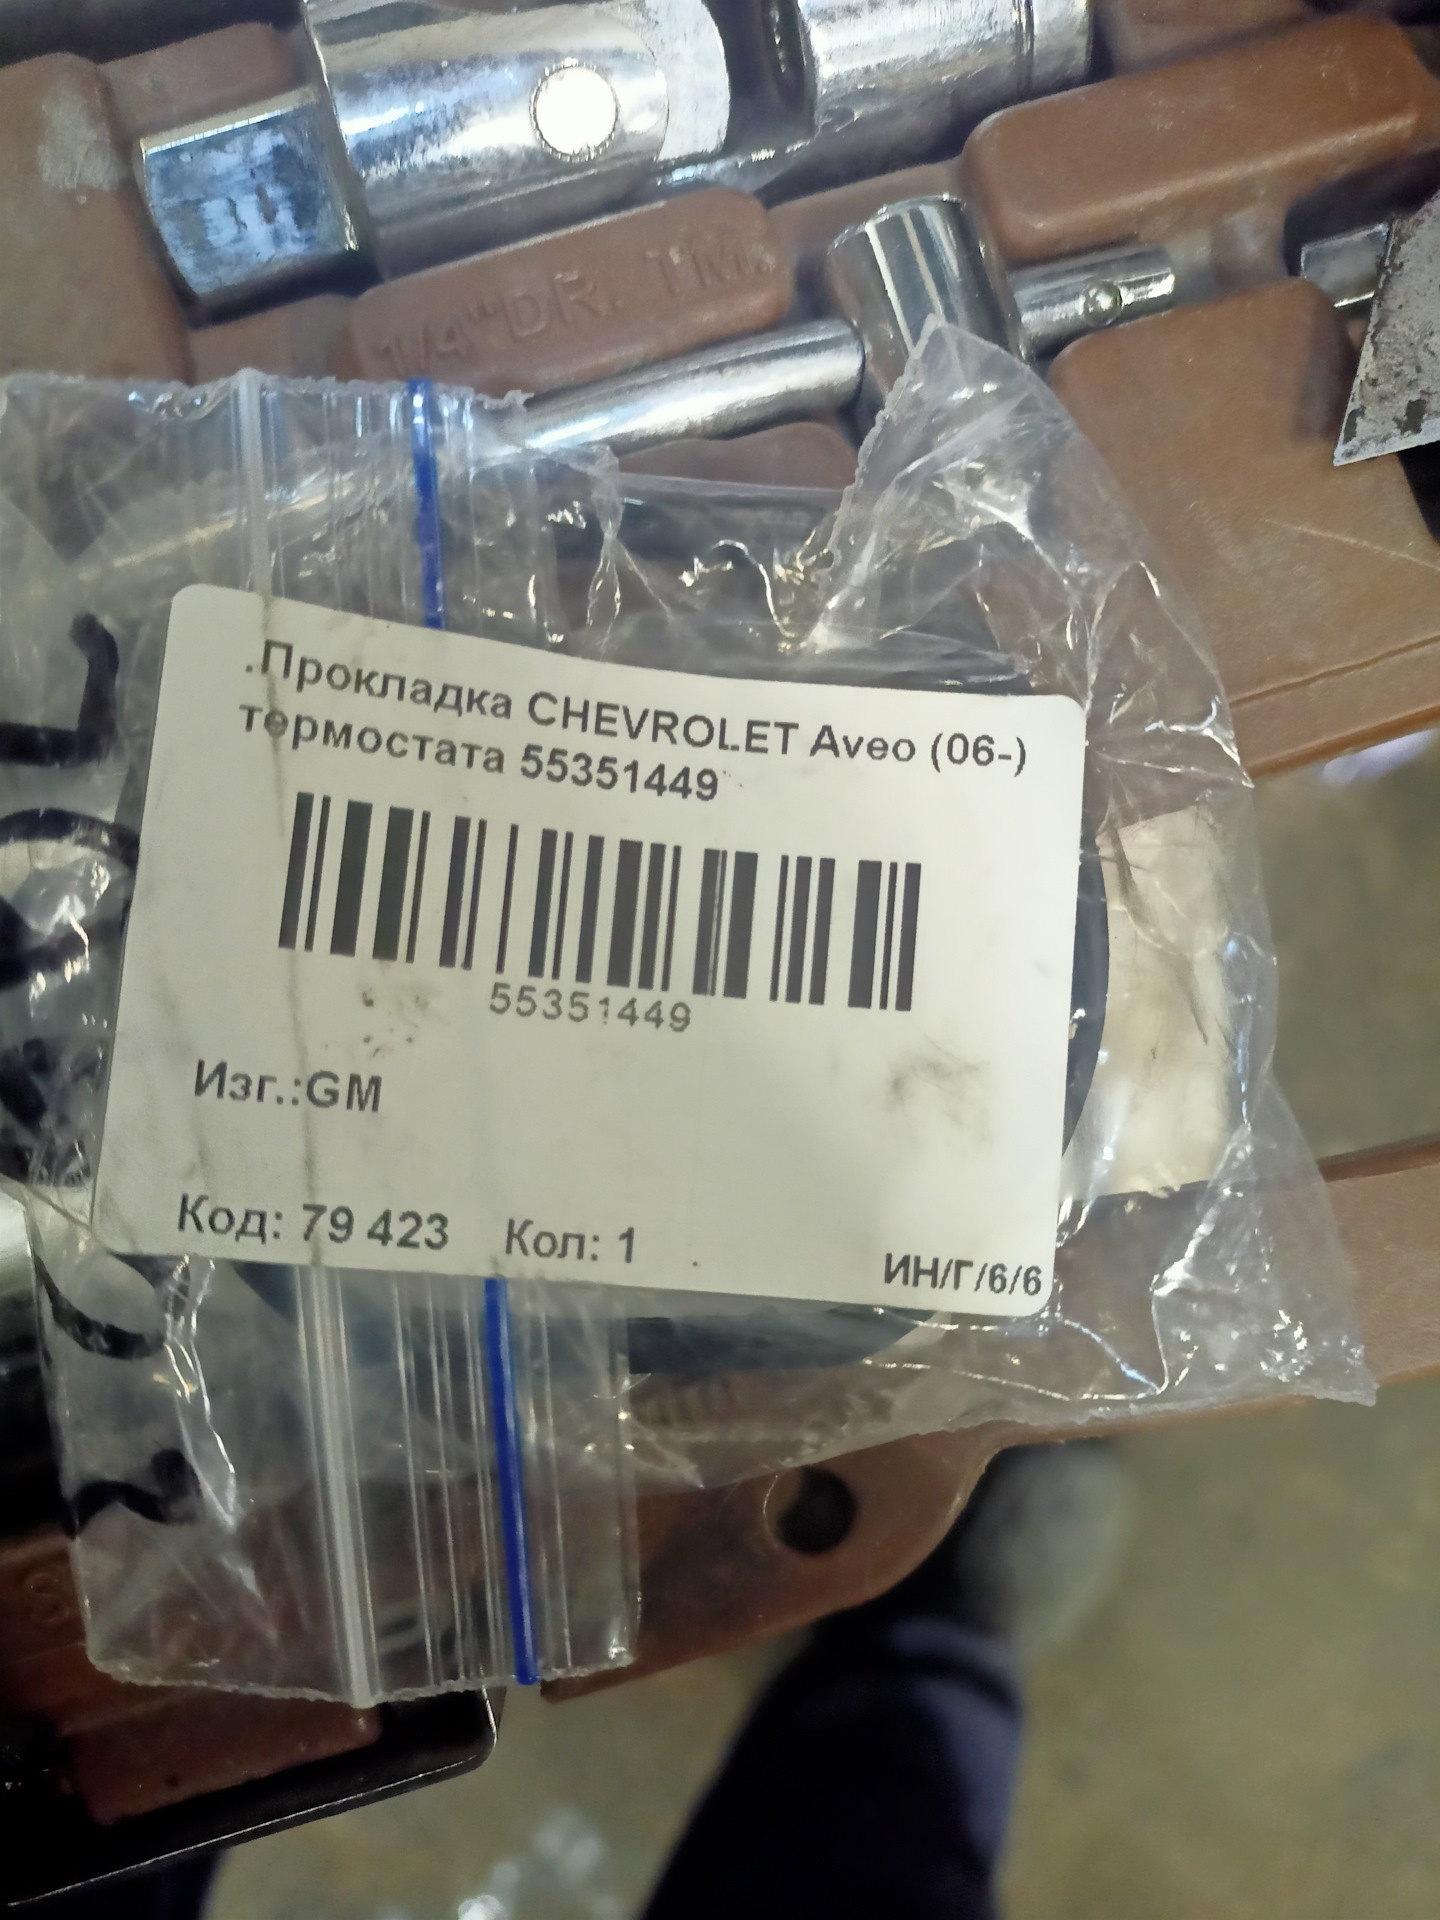 1/4"DR. 1M.
.Прокладка CHEVROLET Aveo (06-)
термостата 55351449
55351449
Изг.:GM
Код: 79 423 Кол: 1
ИН/Г/6/6